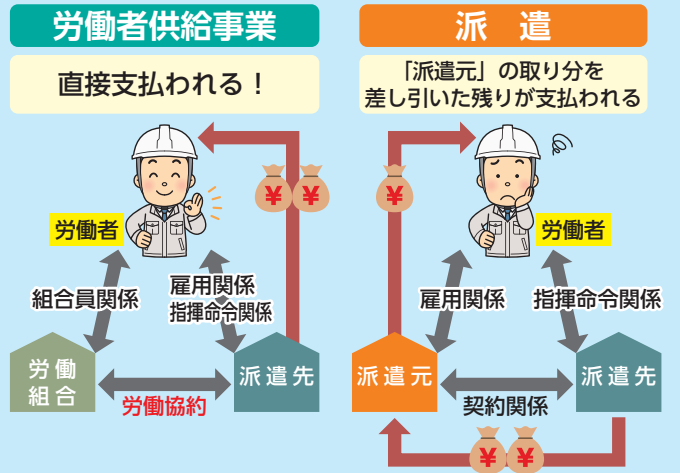 労働者供給事業
直接支払われる！
¥ ¥
労働者
組合員関係
雇用関係
指揮命令関係
労働
組合
派遣先
労働協約
派遣
「派遣元」の取り分を
差し引いた残りが支払われる
¥
労働者
雇用関係
指揮命令関係
派遣元
派遣先
契約関係
¥ ¥